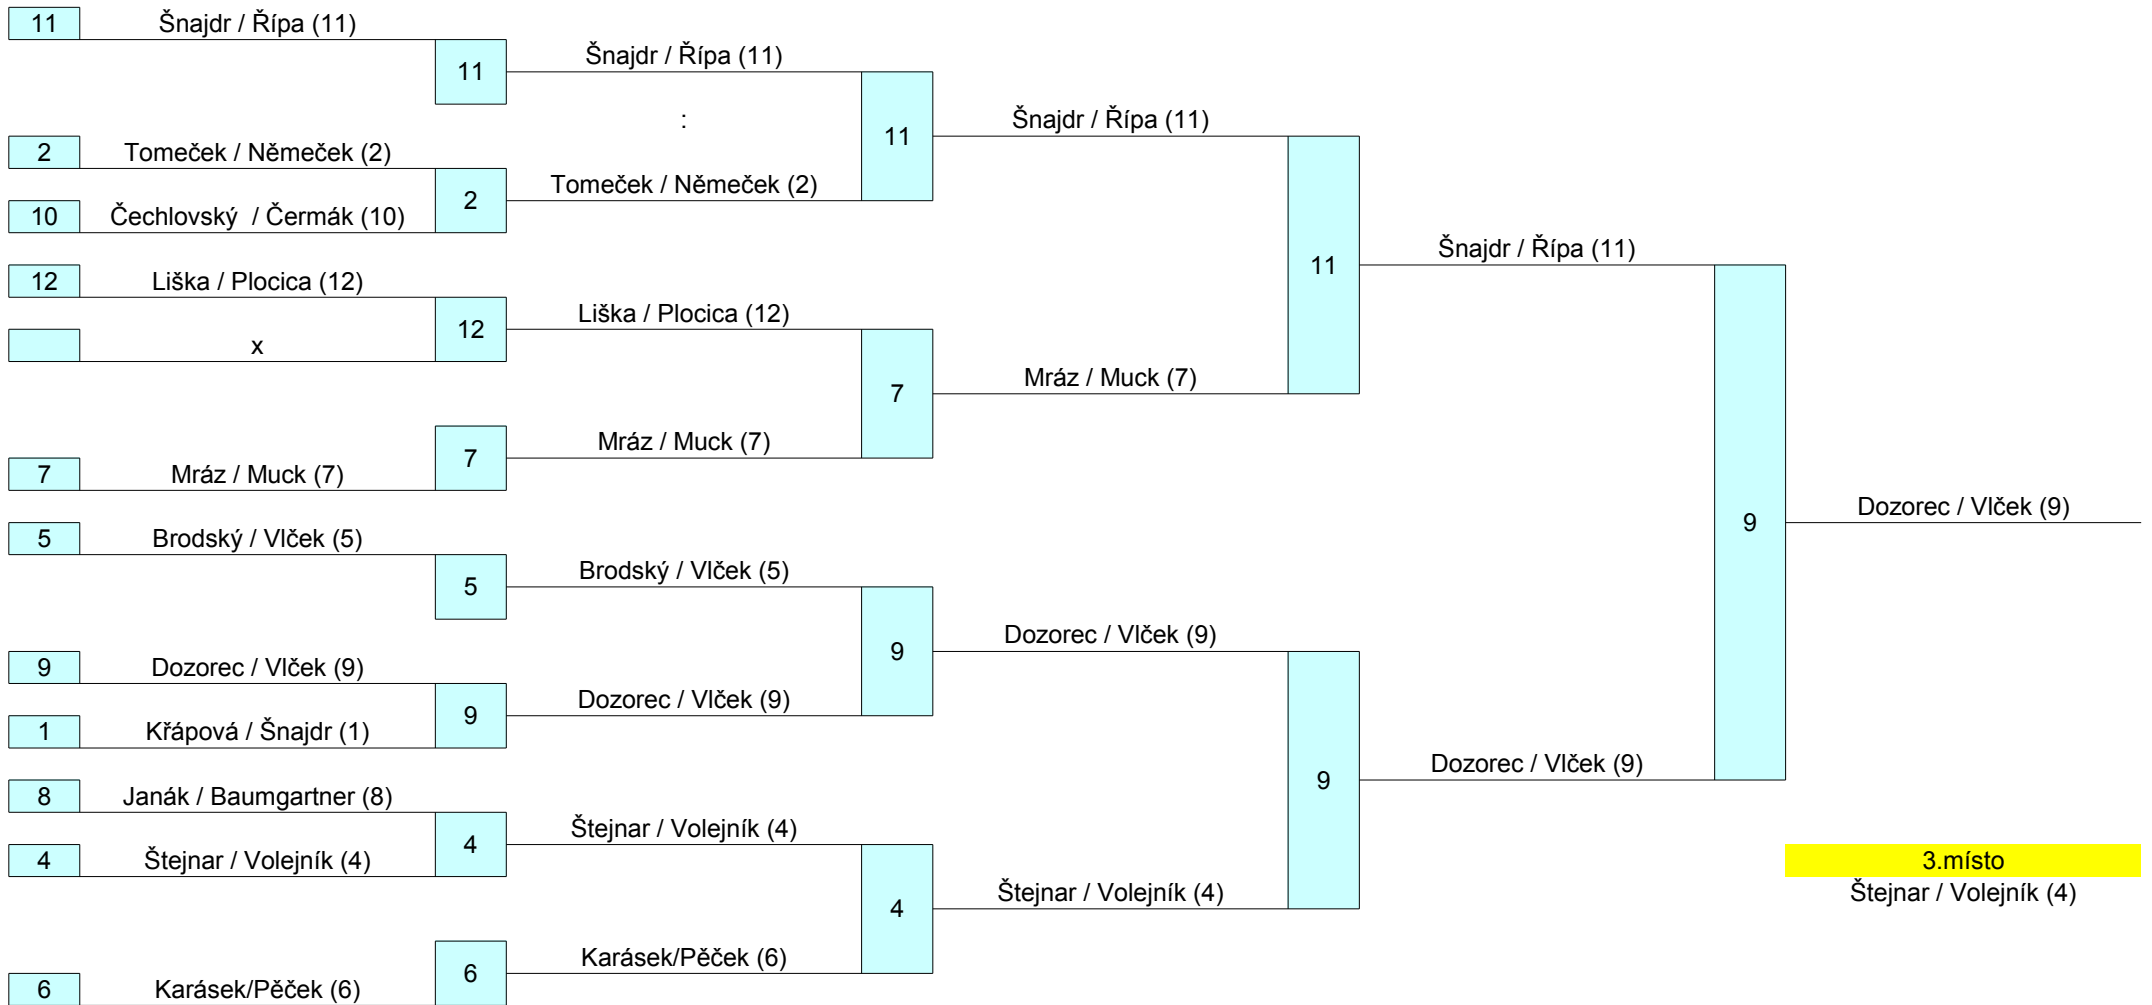 11 Šnajdr / Řípa (11)
11 Šnajdr / Řípa (11)
:
2 Tomeček / Němeček (2)
10 Čechlovský / Čermák (10)
2 Tomeček / Němeček (2)
11 Šnajdr / Řípa (11)
12 Liška / Plocica (12)
x
12 Liška / Plocica (12)
7 Mráz / Muck (7)
7 Mráz / Muck (7)
7 Mráz / Muck (7)
11 Šnajdr / Řípa (11)
5 Brodský / Vlček (5)
5 Brodský / Vlček (5)
9 Dozorec / Vlček (9)
1 Křápová / Šnajdr (1)
9 Dozorec / Vlček (9)
9 Dozorec / Vlček (9)
8 Janák / Baumgartner (8)
4 Štejnar / Volejník (4)
4 Štejnar / Volejník (4)
6 Karásek/Pěček (6)
6 Karásek/Pěček (6)
4 Štejnar / Volejník (4)
9 Dozorec / Vlček (9)
9 Dozorec / Vlček (9)
3.místo
Štejnar / Volejník (4)